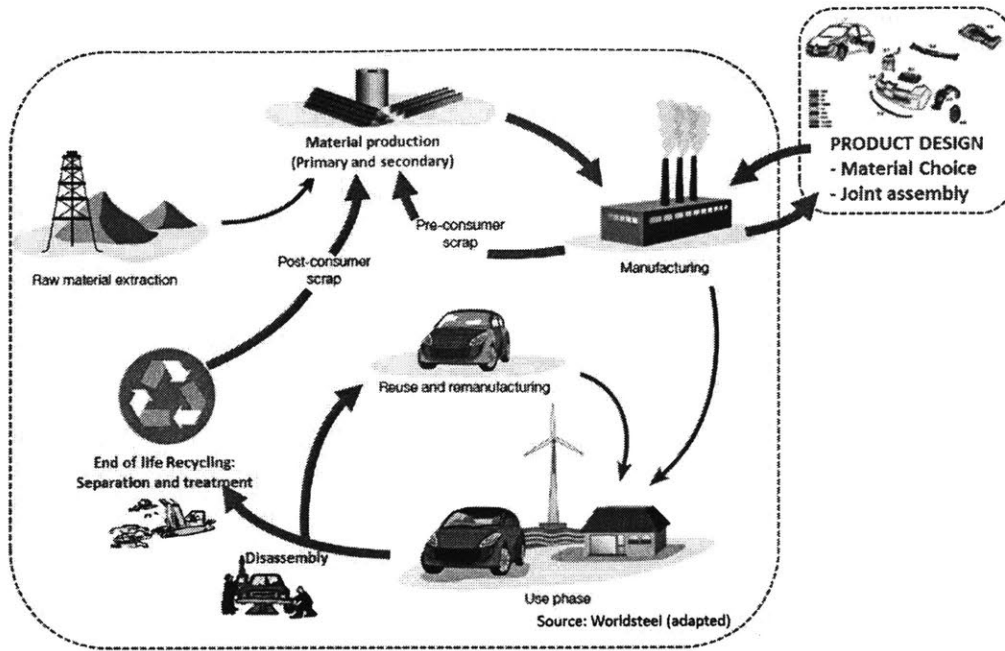 Material production
(Primary and secondary)
PRODUCT DESIGN
- Material Choice
- Joint assembly
Pre-consumer
scrap
Manufacturing
Post-consumer
scrap
Raw material extraction
Reuse and remanufacturing
End of life Recycling:
Separation and treatment
Disassembly
Use phase
Source: Worldsteel (adapted)